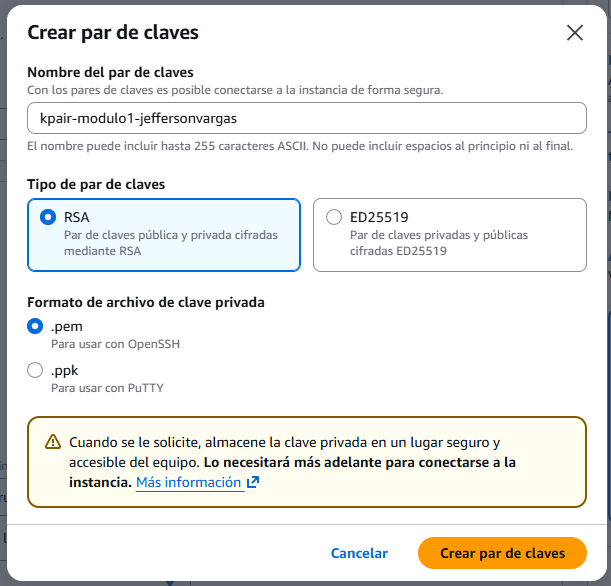 Crear par de claves
Nombre del par de claves
Con los pares de claves es posible conectarse a la instancia de forma segura.
kpair-modulo1-jeffersonvargas
El nombre puede incluir hasta 255 caracteres ASCII. No puede incluir espacios al principio ni al final.
Tipo de par de claves
RSA
Par de claves pública y privada cifradas
mediante RSA
ED25519
Par de claves privadas y públicas
cifradas ED25519
Formato de archivo de clave privada
.pem
Para usar con OpenSSH
.ppk
Para usar con PuTTY
Cuando se le solicite, almacene la clave privada en un lugar seguro y
accesible del equipo. Lo necesitará más adelante para conectarse a la
instancia. Más información
Cancelar
Crear par de claves